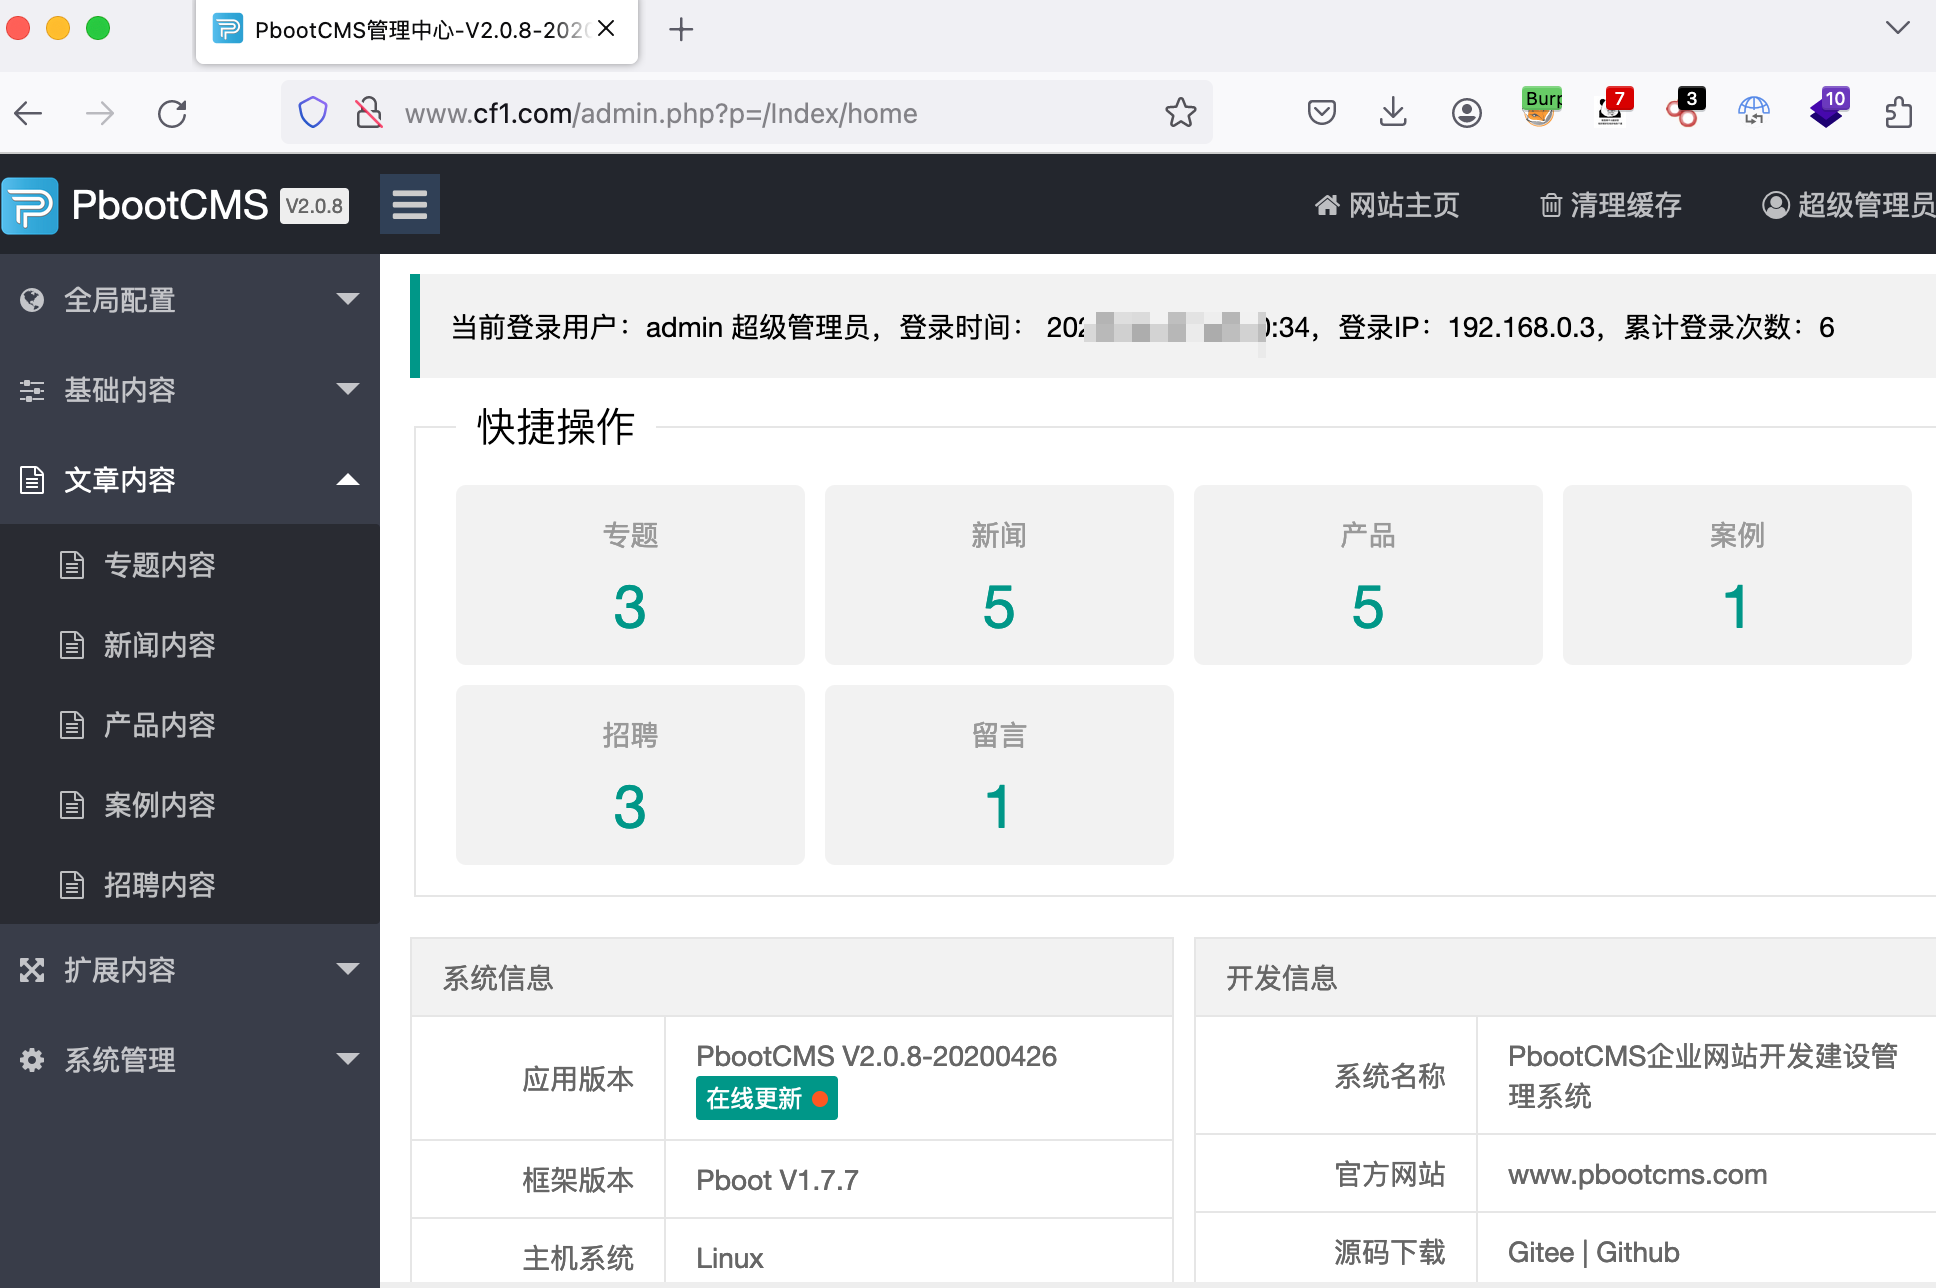 PbootCMS管理中心-V2.0.8-202
www.cf1.com/admin.php?p=/Index/home
Burp
7
3
10
PbootCMS V2.0.8
网站主页
清理缓存
超级管理员
全局配置
基础内容
文章内容
专题内容
新闻内容
产品内容
案例内容
招聘内容
扩展内容
系统管理
当前登录用户：admin 超级管理员，登录时间： 202 0:34，登录IP：192.168.0.3，累计登录次数：6
快捷操作
专题
3
新闻
5
产品
5
案例
1
招聘
3
留言
1
系统信息
应用版本
PbootCMS V2.0.8-20200426
在线更新
框架版本
Pboot V1.7.7
主机系统
Linux
开发信息
系统名称
PbootCMS企业网站开发建设管
理系统
官方网站
www.pbootcms.com
源码下载
Gitee | Github